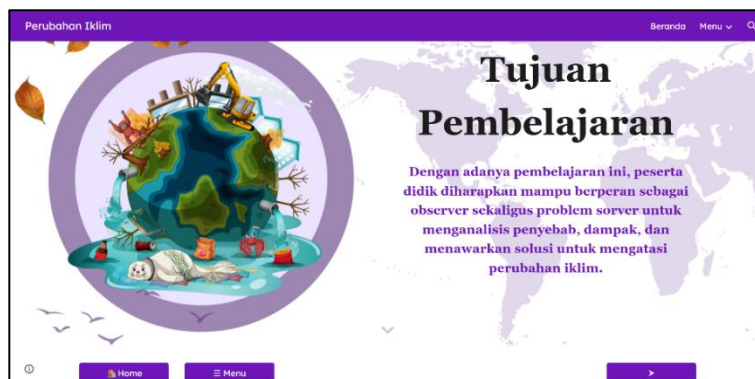 Perubahan Iklim
Beranda Menu
Tujuan
Pembelajaran
Dengan adanya pembelajaran ini, peserta
didik diharapkan mampu berperan sebagai
observer sekaligus problem sorver untuk
menganalisis penyebab, dampak, dan
menawarkan solusi untuk mengatasi
perubahan iklim.
Home
Menu